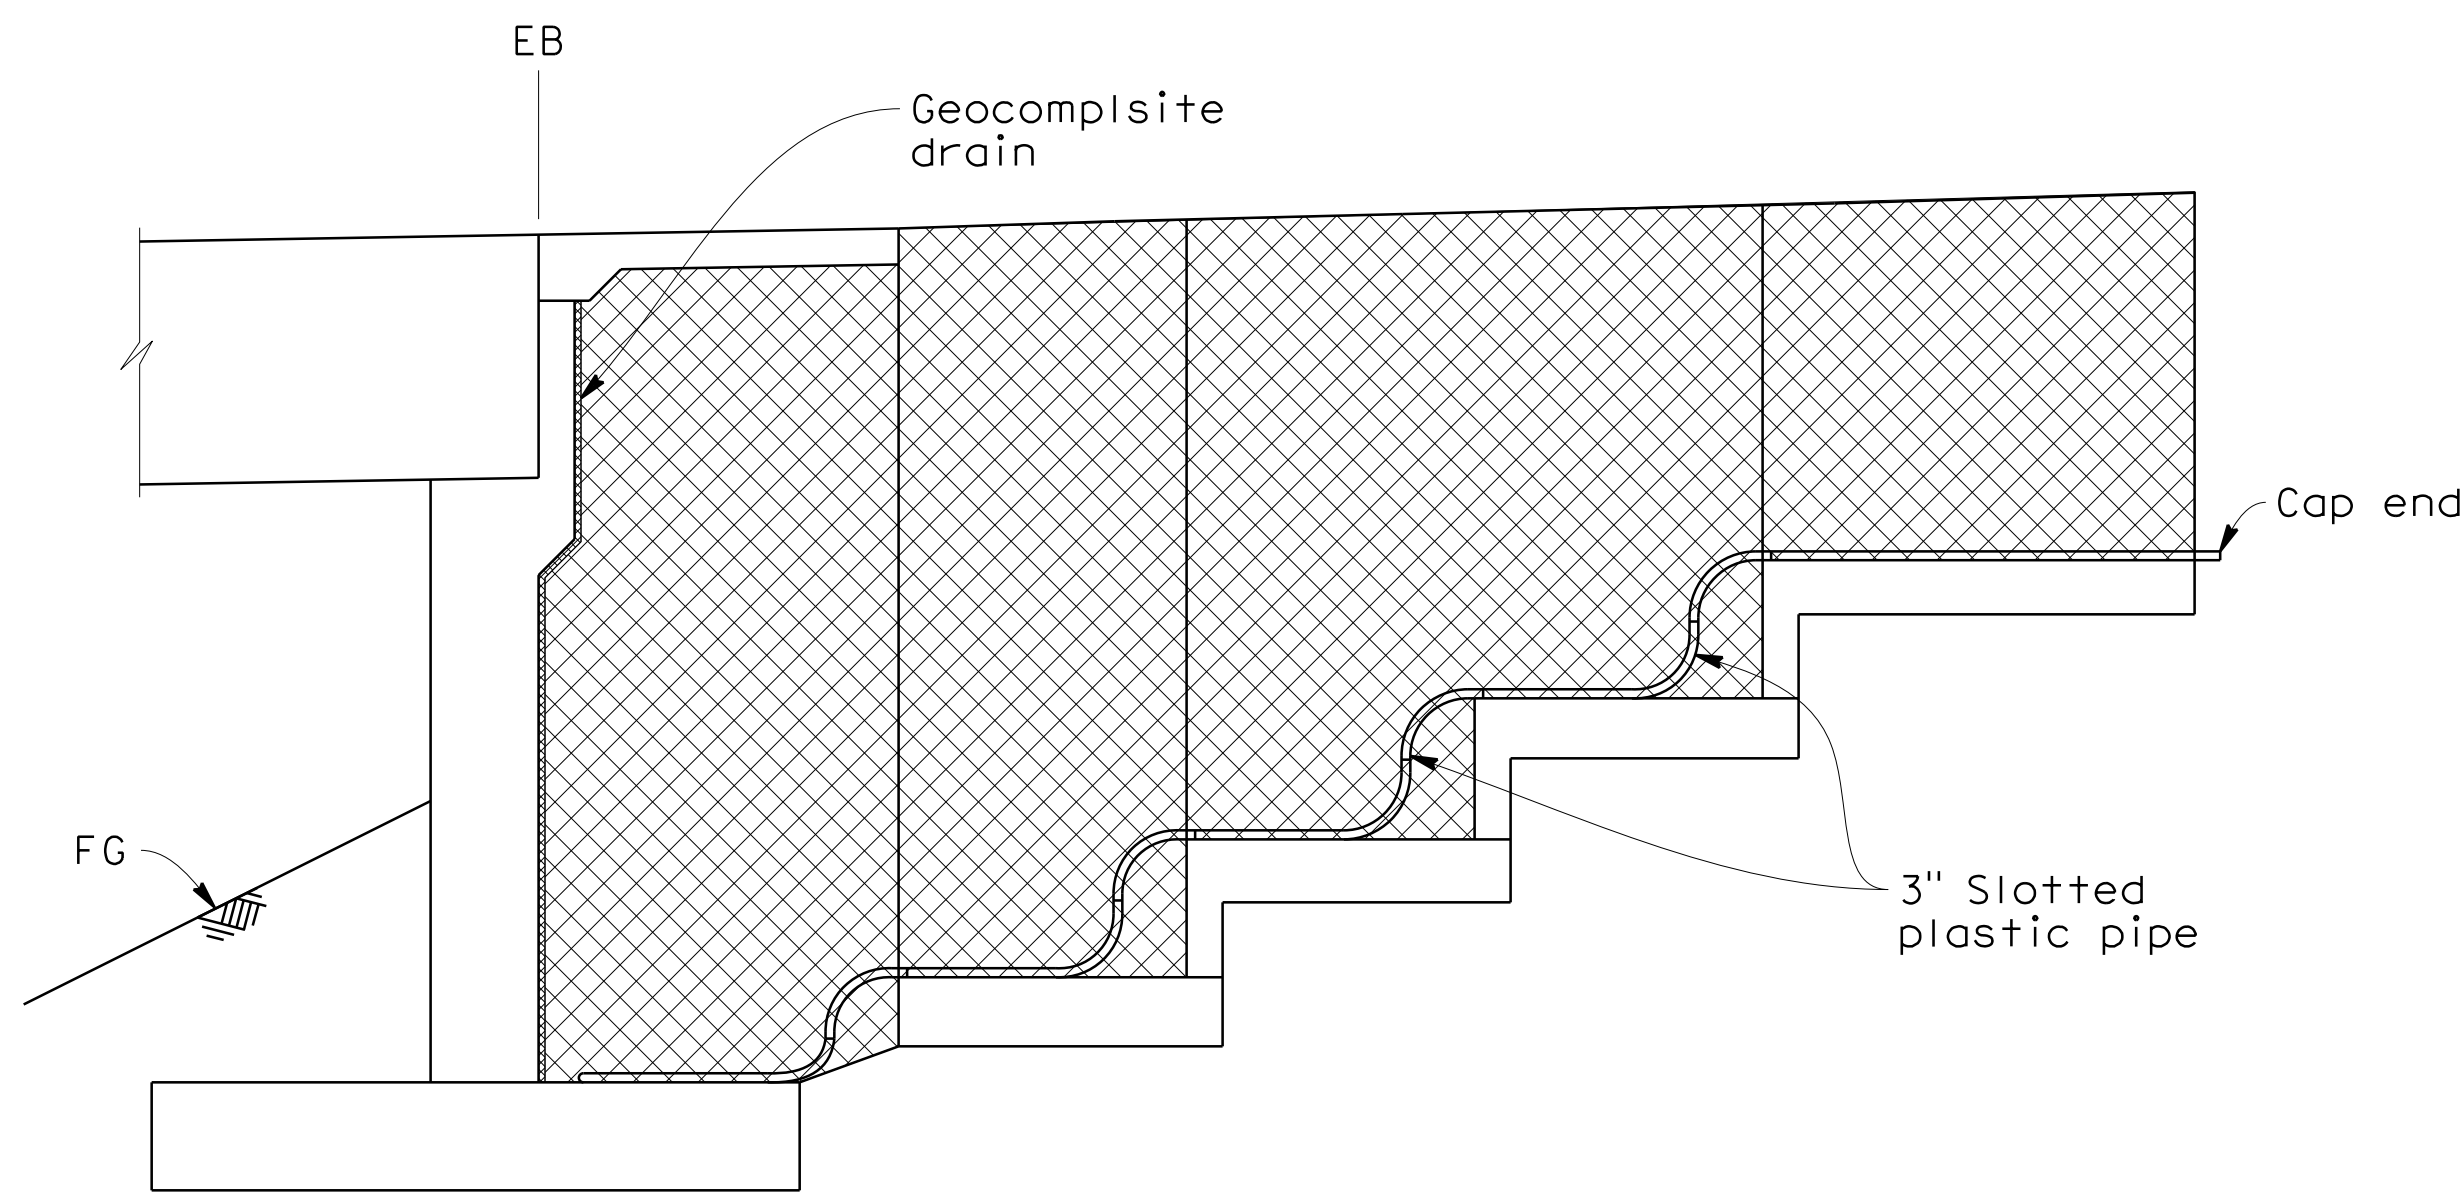 EB
Geocomplsite
drain
Cap end
FG
3" Slotted
plastic pipe